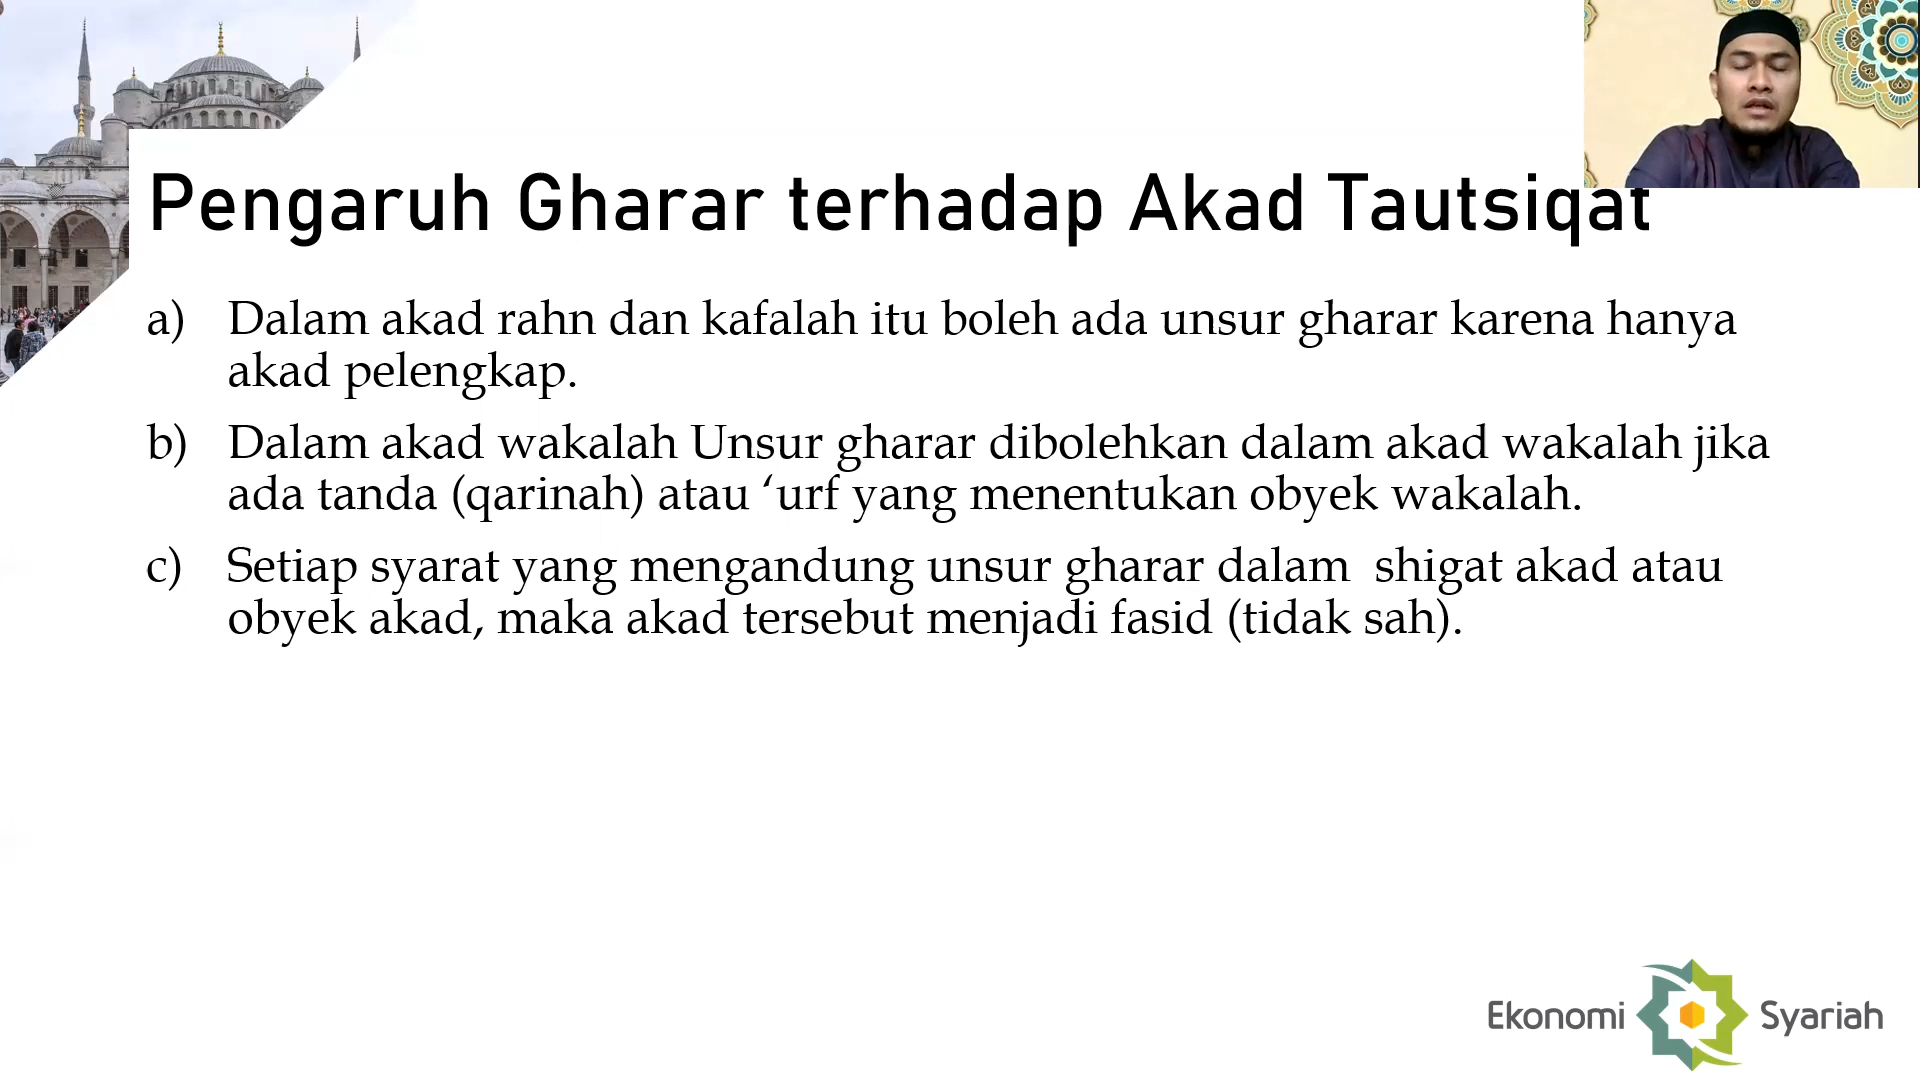 Pengaruh Gharar terhadap Akad Tautsiqat
a) Dalam akad rahn dan kafalah itu boleh ada unsur gharar karena hanya
akad pelengkap.
b) Dalam akad wakalah Unsur gharar dibolehkan dalam akad wakalah jika
ada tanda (qarinah) atau ‘urf yang menentukan obyek wakalah.
c) Setiap syarat yang mengandung unsur gharar dalam  shigat akad atau
obyek akad, maka akad tersebut menjadi fasid (tidak sah).
Ekonomi Syariah